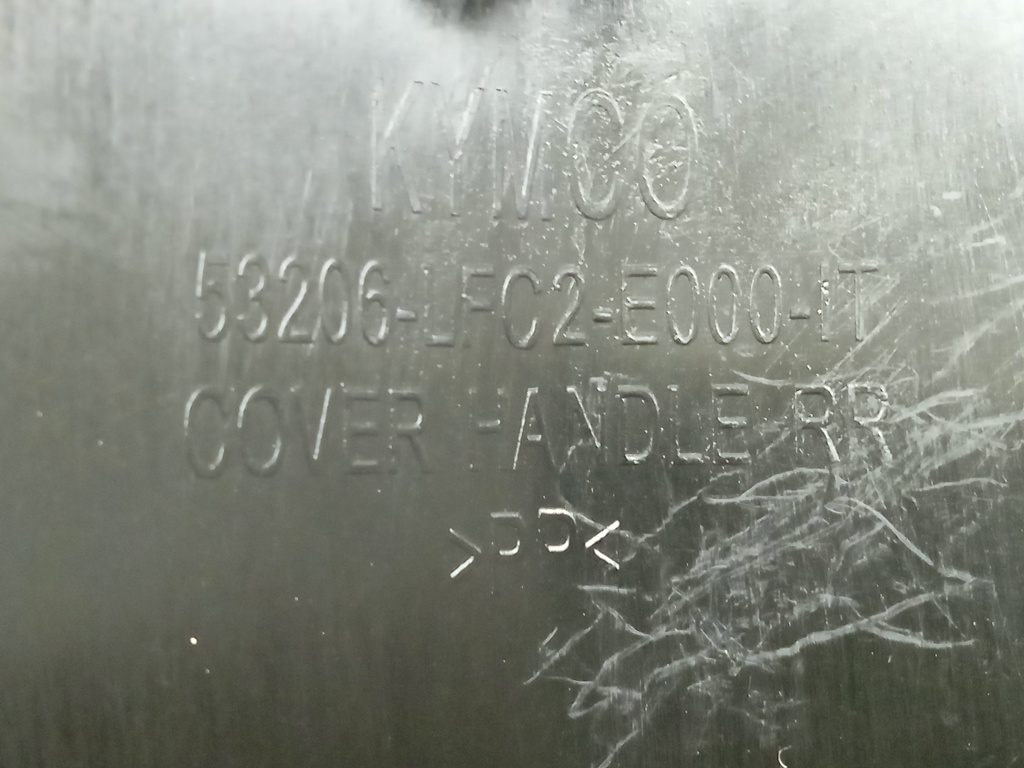 KYMCO
53206-LFC2-E000-IT
COVER HANDLE RR
>PP<